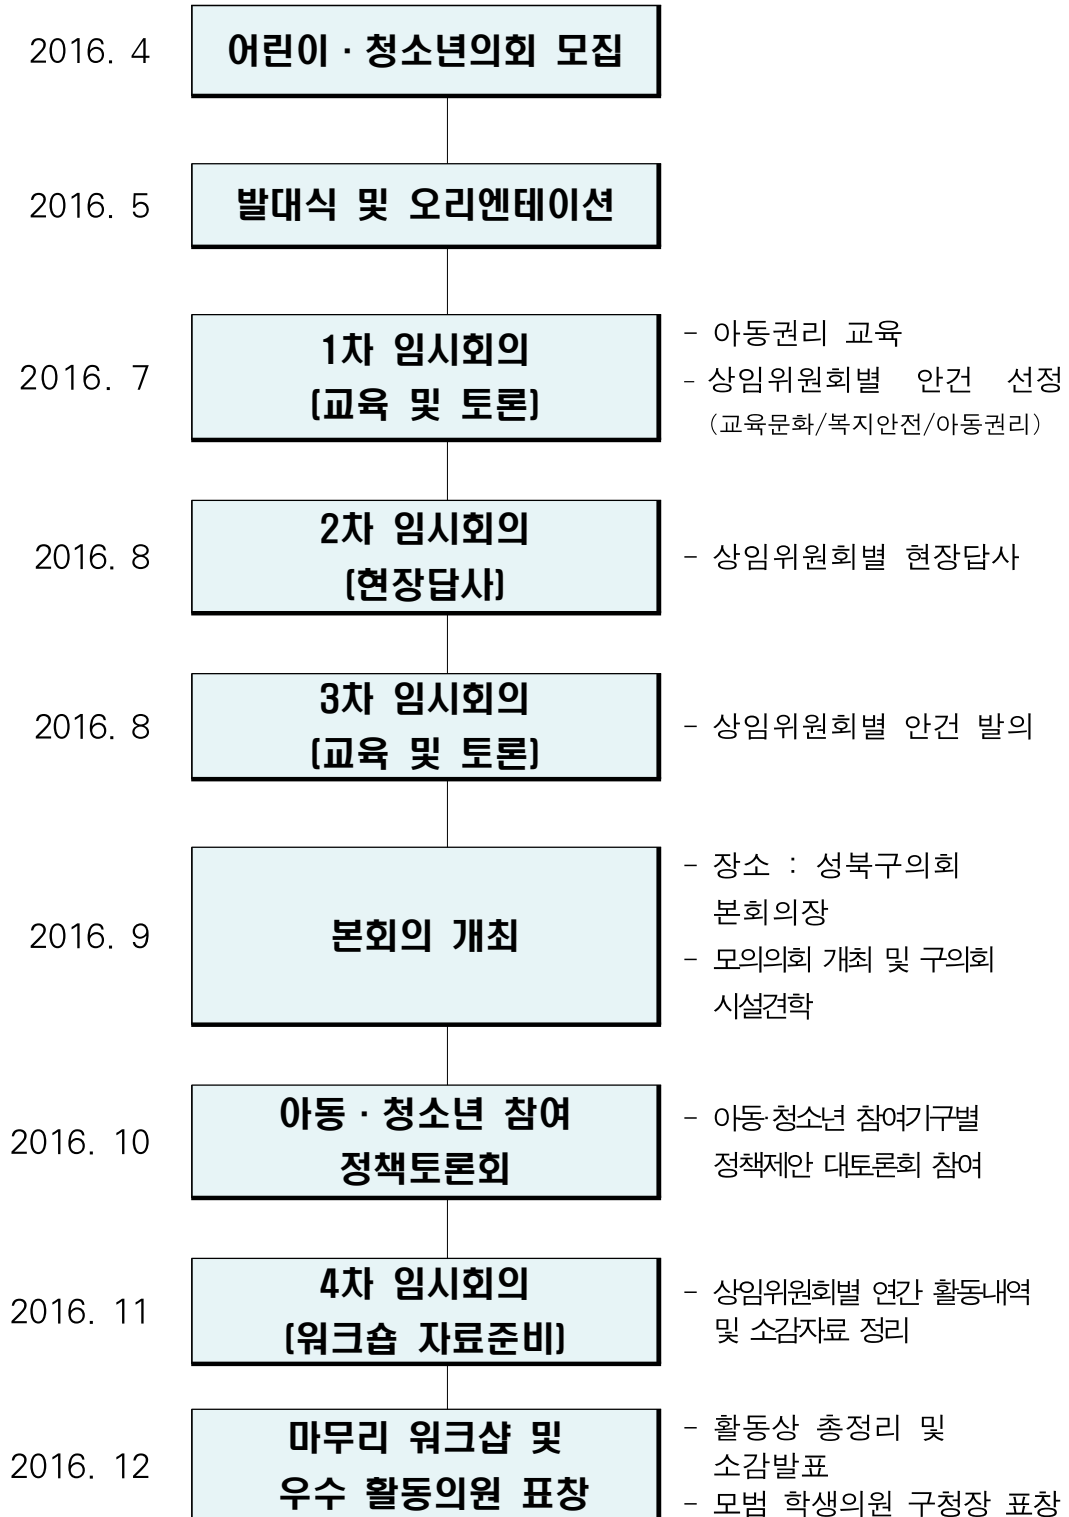 2016. 4
어린이 · 청소년의회 모집
2016. 5
발대식 및 오리엔테이션
2016. 7
1차 임시회의
(교육 및 토론)
- 아동권리 교육
- 상임위원회별 안건 선정
(교육문화/복지안전/아동권리)
2016. 8
2차 임시회의
(현장답사)
- 상임위원회별 현장답사
2016. 8
3차 임시회의
(교육 및 토론)
- 상임위원회별 안건 발의
2016. 9
본회의 개최
- 장소 : 성북구의회
본회의장
- 모의의회 개최 및 구의회
시설견학
2016. 10
아동 · 청소년 참여
정책토론회
- 아동·청소년 참여기구별
정책제안 대토론회 참여
2016. 11
4차 임시회의
(워크숍 자료준비)
- 상임위원회별 연간 활동내역
및 소감자료 정리
2016. 12
마무리 워크샵 및
우수 활동의원 표창
- 활동상 총정리 및
소감발표
- 모범 학생의원 구청장 표창